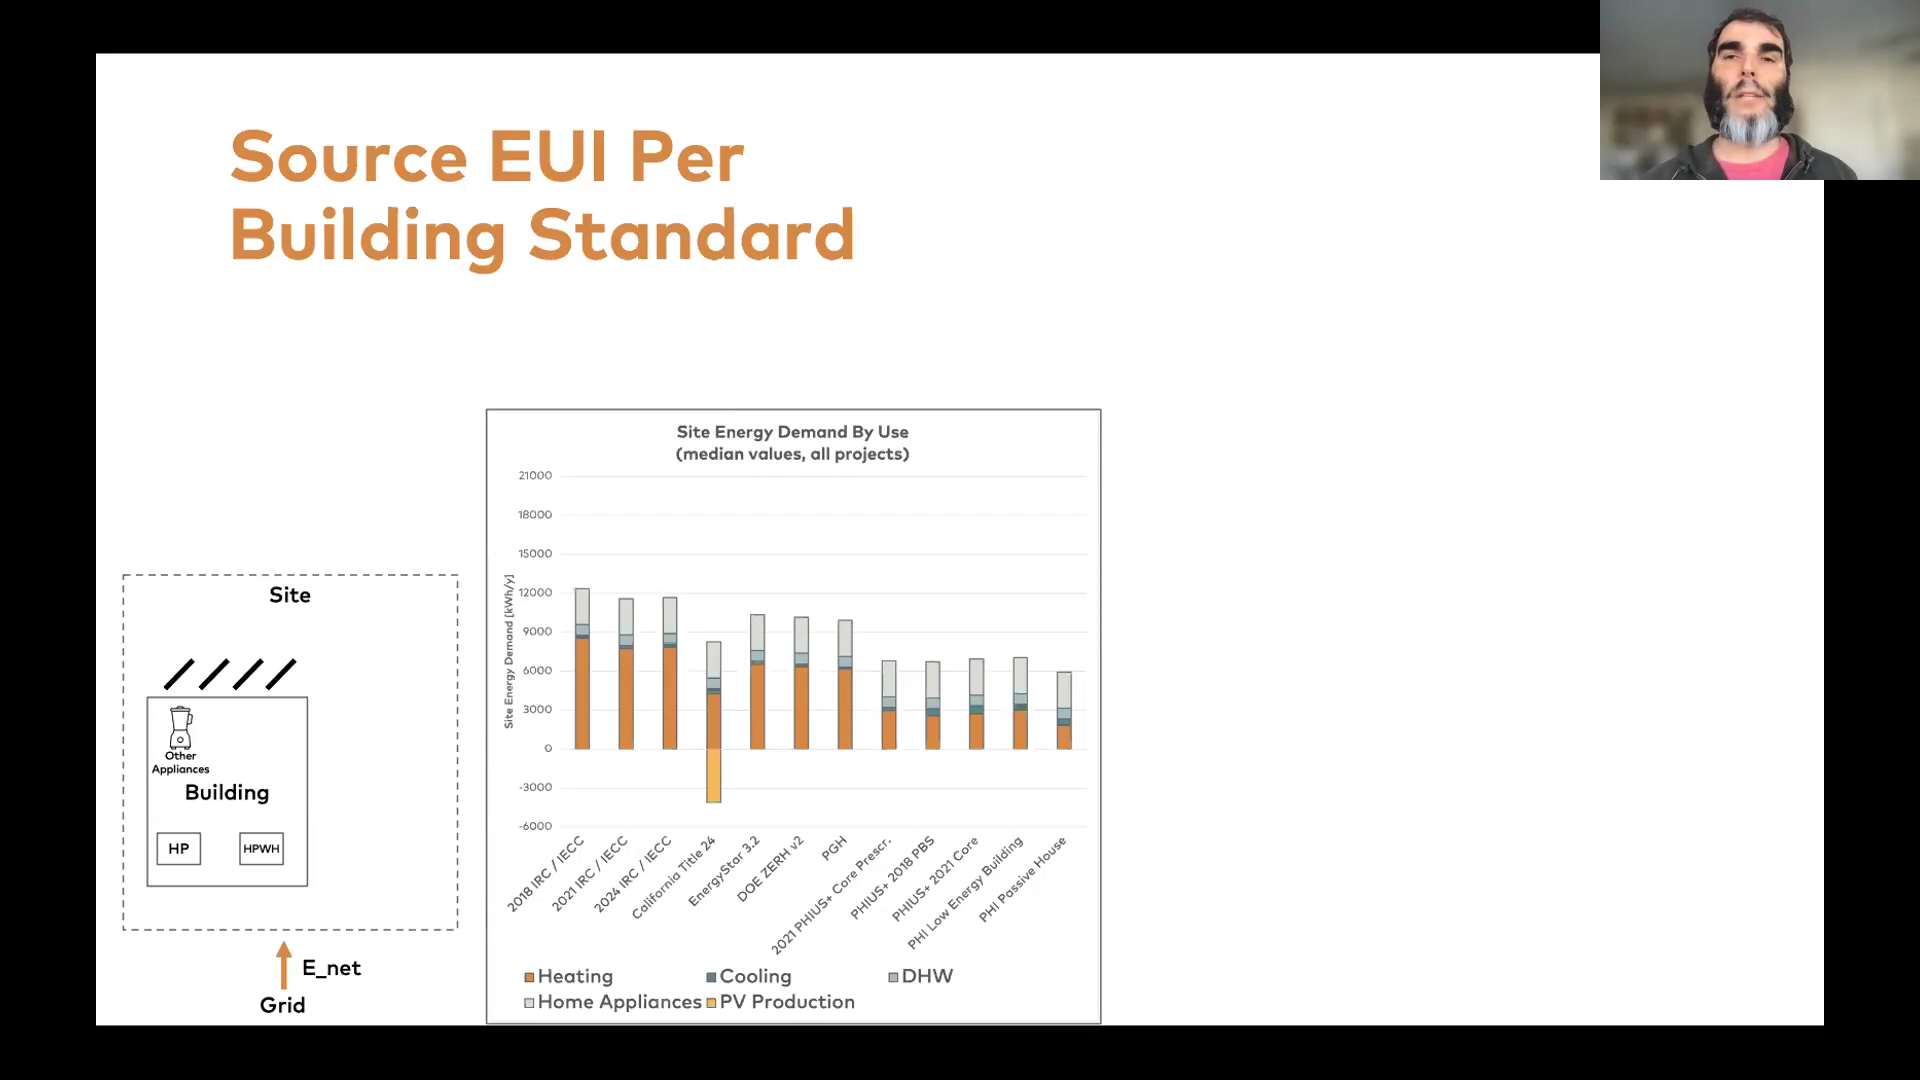 Source EUI Per
Building Standard
Site Energy Demand By Use
(median values, all projects)
21000
18000
15000
12000
9000
6000
3000
0
-3000
-6000
Site Energy Demand [kWh/y]
2018 IRC / IECC
2021 IRC / IECC
2024 IRC / IECC
California Title 24
EnergyStar 3.2
DOE ZERH v2
PGH
2021 PHIUS+ Core Prescr.
PHIUS+ 2018 PBS
PHIUS+ 2021 Core
PHI Low Energy Building
PHI Passive House
Heating
Cooling
DHW
Home Appliances
PV Production
Site
Other
Appliances
Building
HP
HPWH
E_net
Grid